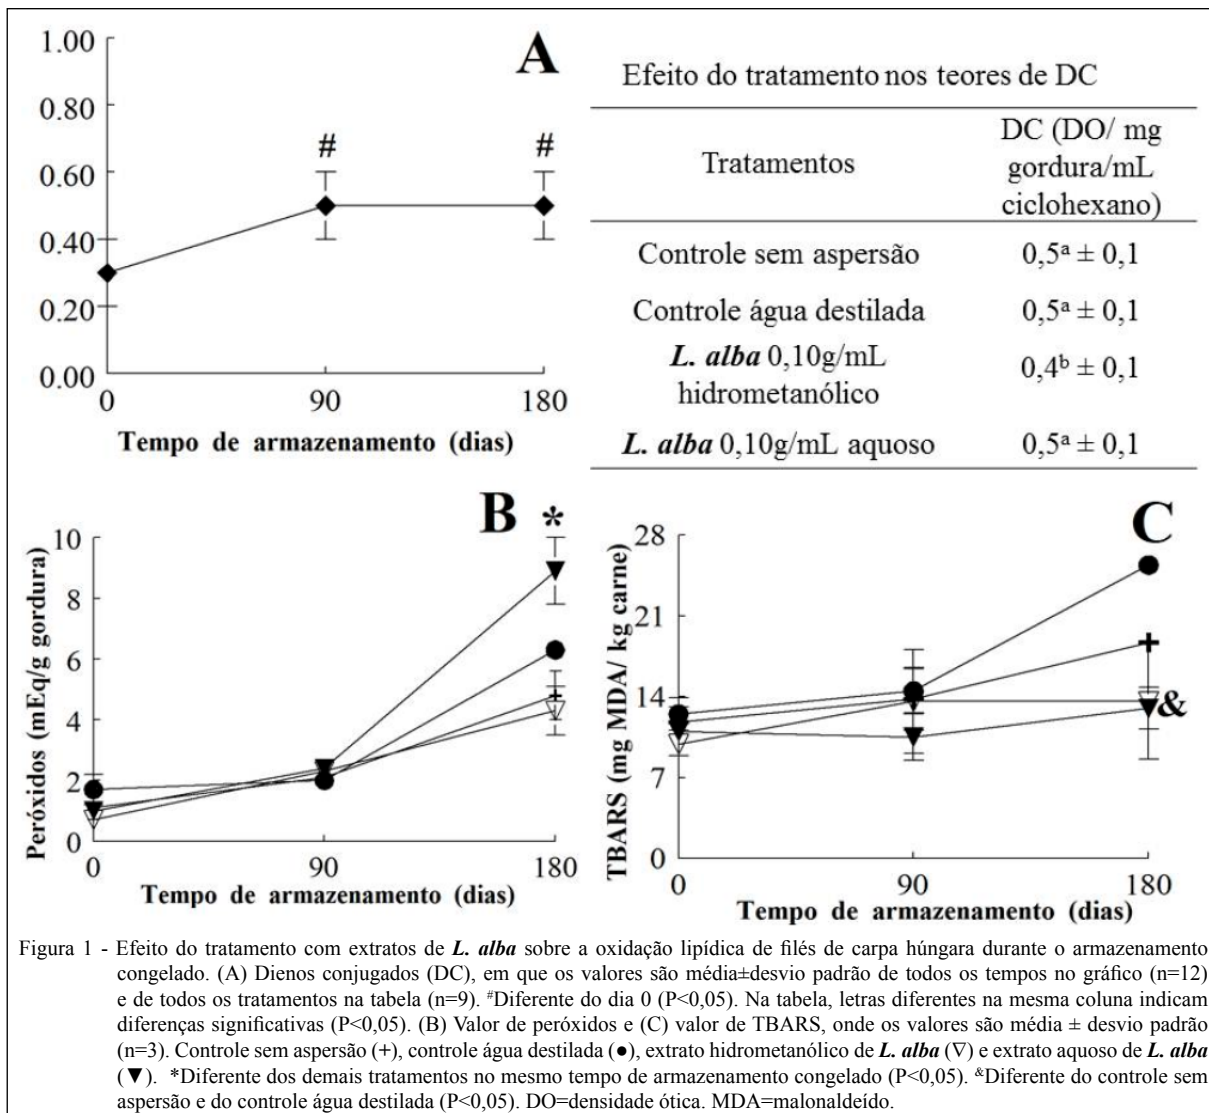 A
1.00
0.80
0.60
0.40
0.20
0.00
# #
0 90 180
Tempo de armazenamento (dias)
Efeito do tratamento nos teores de DC
Tratamentos
DC (DO/ mg
gordura/mL
ciclohexano)
Controle sem aspersão 0,5ᵃ ± 0,1
Controle água destilada 0,5ᵃ ± 0,1
L. alba 0,10g/mL
hidrometanólico
0,4ᵇ ± 0,1
L. alba 0,10g/mL aquoso 0,5ᵃ ± 0,1
B
*
Peróxidos (mEq/g gordura)
10
8
6
4
2
0
0 90 180
Tempo de armazenamento (dias)
C
TBARS (mg MDA/ kg carne)
28
21
14
7
0
&
0 90 180
Tempo de armazenamento (dias)
Figura 1 - Efeito do tratamento com extratos de L. alba sobre a oxidação lipídica de filés de carpa húngara durante o armazenamento
congelado. (A) Dienos conjugados (DC), em que os valores são média±desvio padrão de todos os tempos no gráfico (n=12)
e de todos os tratamentos na tabela (n=9). #Diferente do dia 0 (P<0,05). Na tabela, letras diferentes na mesma coluna indicam
diferenças significativas (P<0,05). (B) Valor de peróxidos e (C) valor de TBARS, onde os valores são média ± desvio padrão
(n=3). Controle sem aspersão (+), controle água destilada (●), extrato hidrometanólico de L. alba (▽) e extrato aquoso de L. alba
(▼). *Diferente dos demais tratamentos no mesmo tempo de armazenamento congelado (P<0,05). &Diferente do controle sem
aspersão e do controle água destilada (P<0,05). DO=densidade ótica. MDA=malonaldeído.